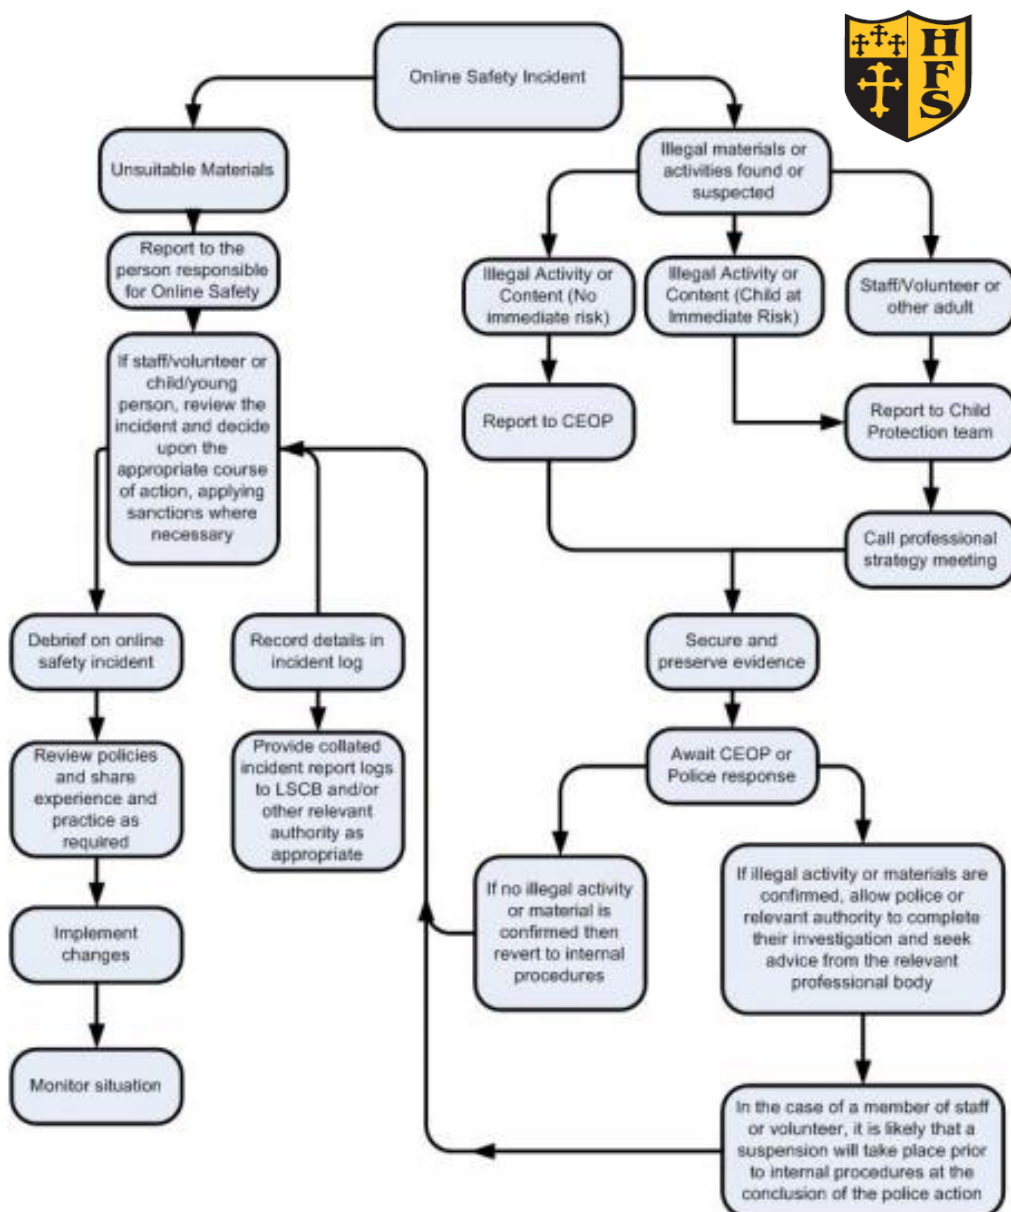 H
F
S
Online Safety Incident
Unsuitable Materials
Illegal materials or
activities found or
suspected
Report to the
person responsible
for Online Safety
Illegal Activity or
Content (No
immediate risk)
Illegal Activity or
Content (Child at
Immediate Risk)
Staff/Volunteer or
other adult
If staff/volunteer or
child/young
person, review the
incident and decide
upon the
appropriate course
of action, applying
sanctions where
necessary
Report to CEOP
Report to Child
Protection team
Call professional
strategy meeting
Debrief on online
safety incident
Record details in
incident log
Secure and
preserve evidence
Review policies
and share
experience and
practice as
required
Provide collated
incident report logs
to LSCB and/or
other relevant
authority as
appropriate
Await CEOP or
Police response
If no illegal activity
or material is
confirmed then
revert to internal
procedures
If illegal activity or materials are
confirmed, allow police or
relevant authority to complete
their investigation and seek
advice from the relevant
professional body
Implement
changes
Monitor situation
In the case of a member of staff
or volunteer, it is likely that a
suspension will take place prior
to internal procedures at the
conclusion of the police action